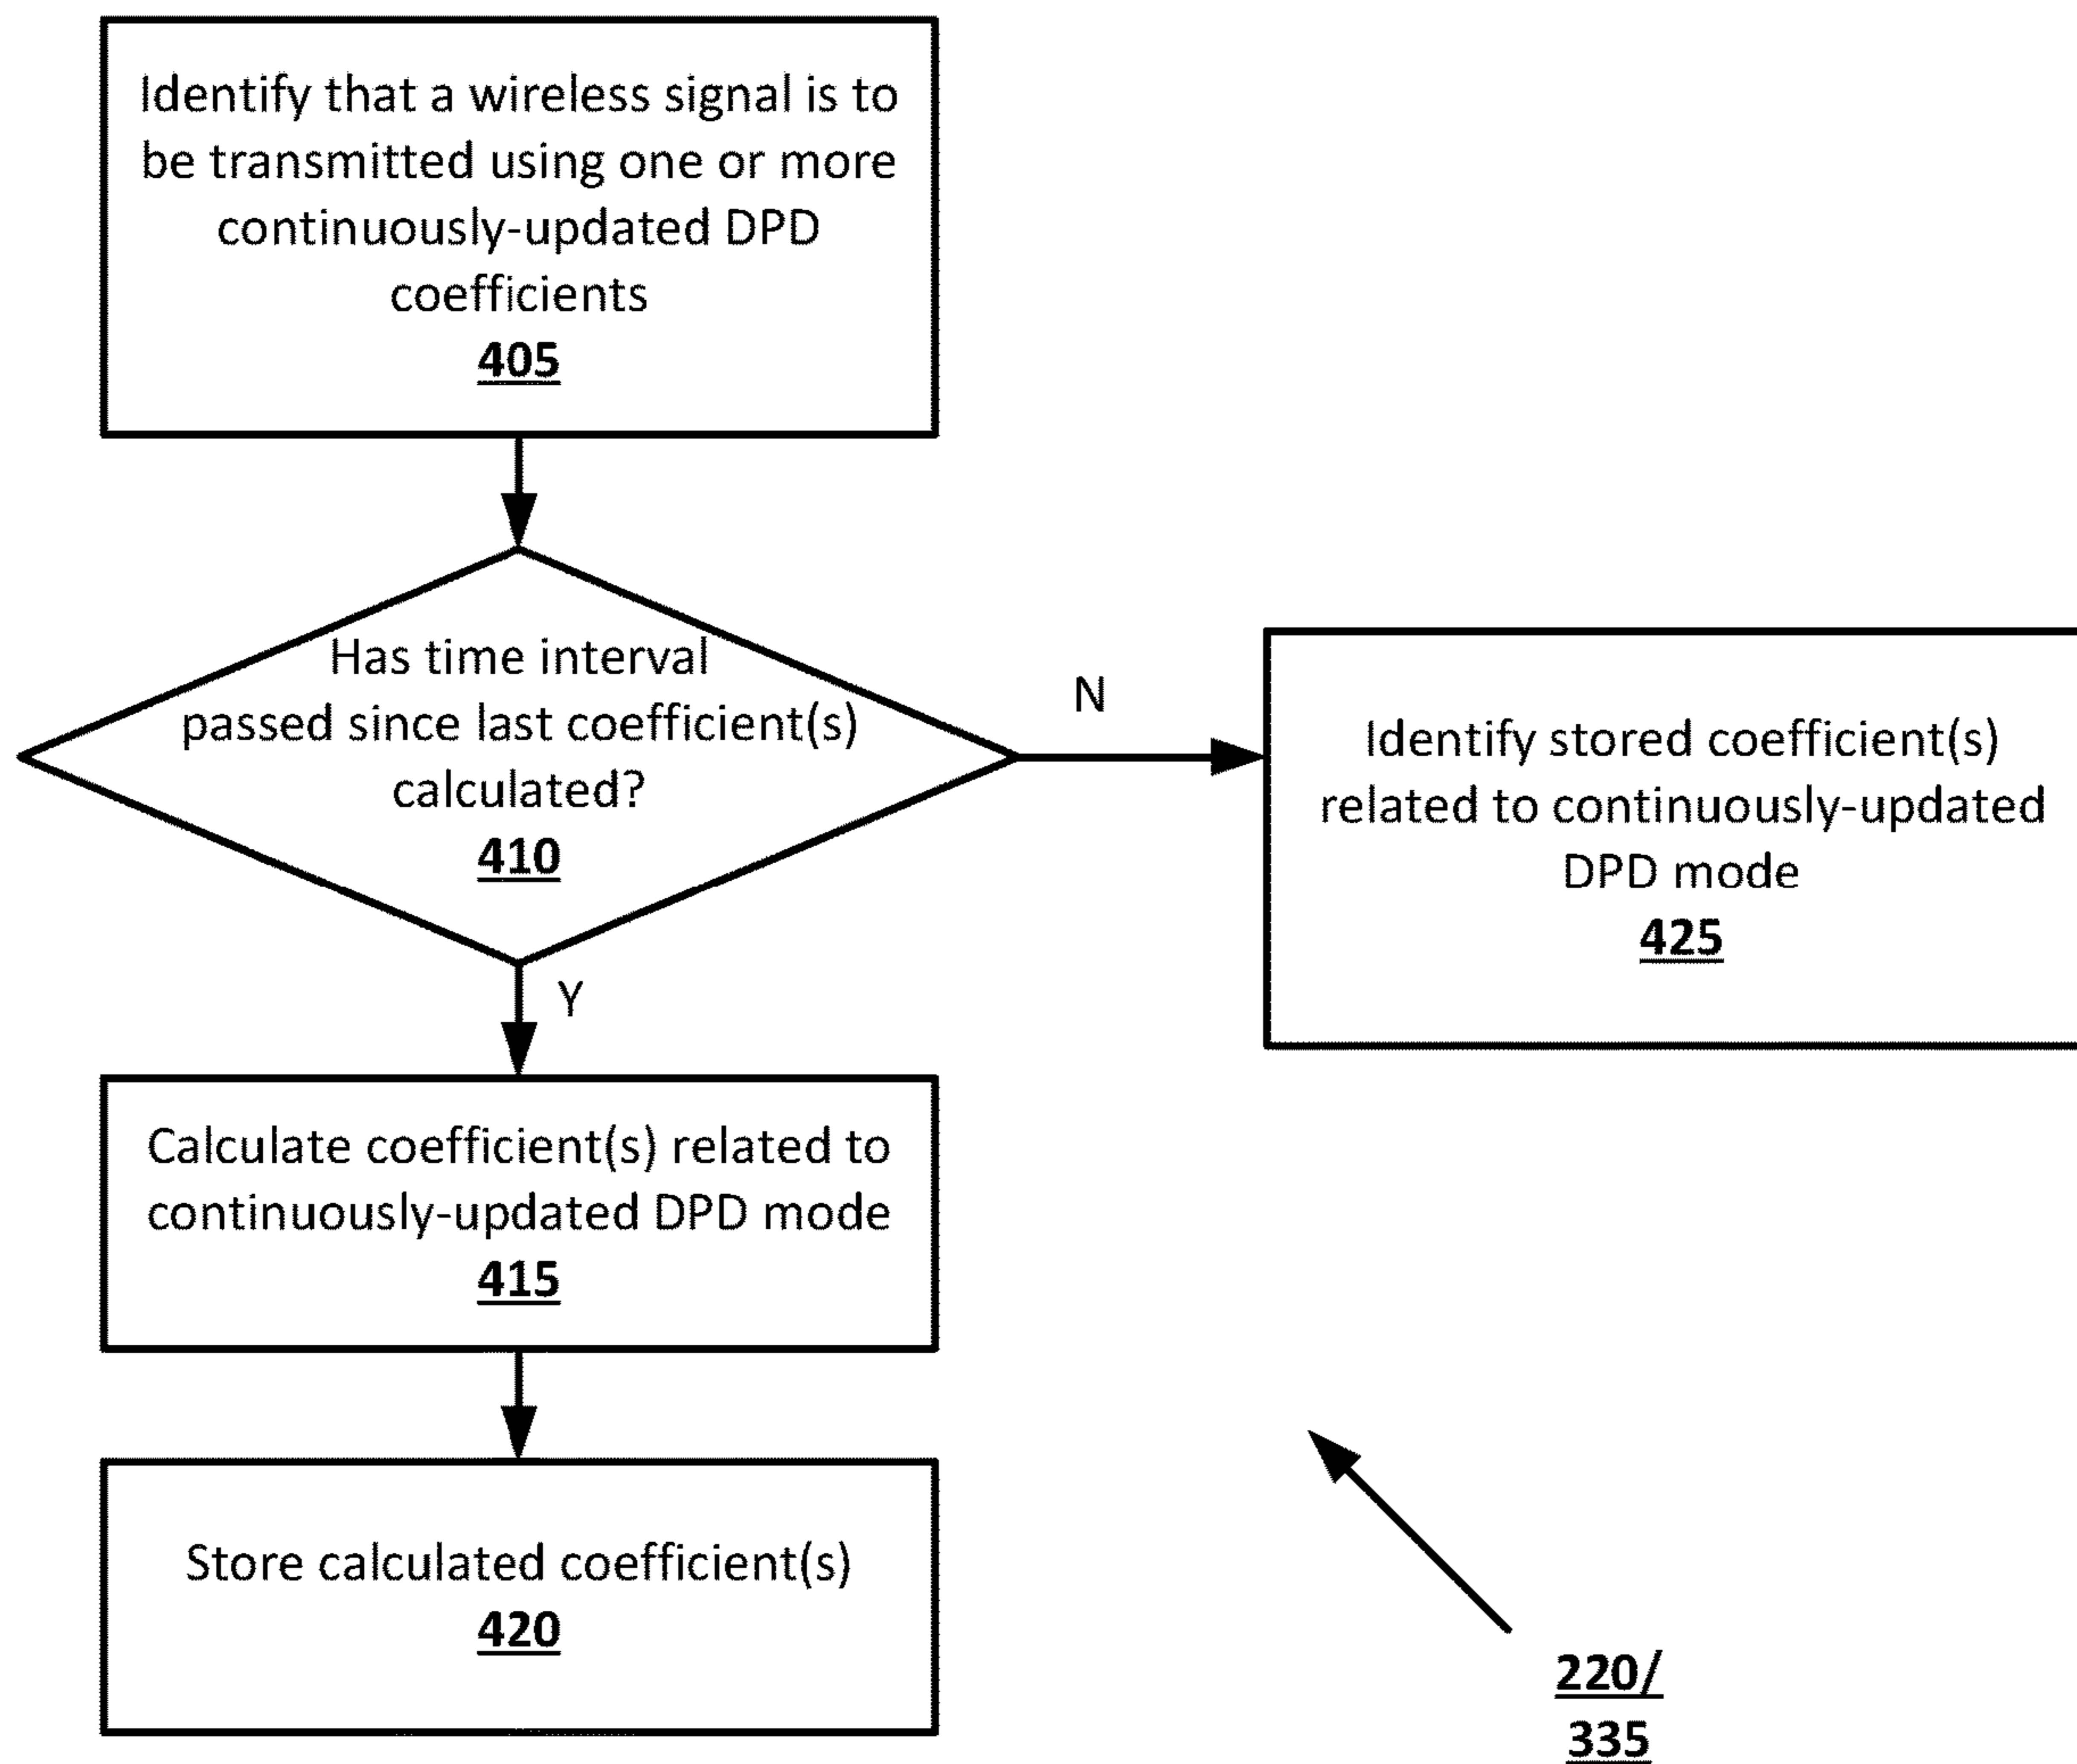 Identify that a wireless signal is to
be transmitted using one or more
continuously-updated DPD
coefficients
405
Has time interval
passed since last coefficient(s)
calculated?
410
N
Identify stored coefficient(s)
related to continuously-updated
DPD mode
425
Y
Calculate coefficient(s) related to
continuously-updated DPD mode
415
Store calculated coefficient(s)
420
220/
335